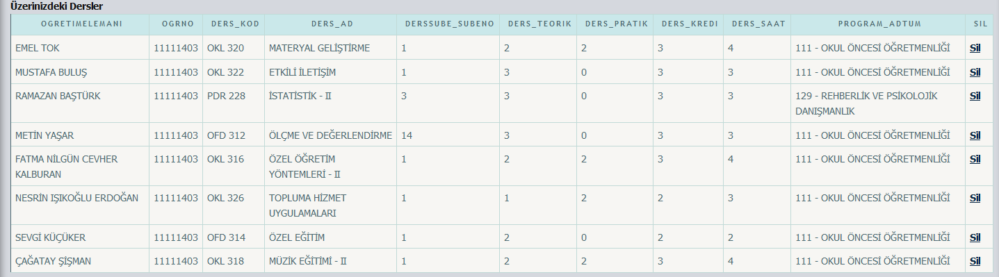 Üzerinizdeki Dersler
OGRETIMELEMANI OGRNO DERS_KOD DERS_AD DERSSUBE_SUBENO DERS_TEORIK DERS_PRATIK DERS_KREDI DERS_SAAT PROGRAM_ADTUM SIL
EMEL TOK 11111403 OKL 320 MATERYAL GELİŞTİRME 1 2 2 3 4 111 - OKUL ÖNCESİ ÖĞRETMENLİĞİ Sil
MUSTAFA BULUŞ 11111403 OKL 322 ETKİLİ İLETİŞİM 1 3 0 3 3 111 - OKUL ÖNCESİ ÖĞRETMENLİĞİ Sil
RAMAZAN BAŞTÜRK 11111403 PDR 228 İSTATİSTİK - II 3 3 0 3 3 129 - REHBERLİK VE PSİKOLOJİK Sil
DANIŞMANLIK
METİN YAŞAR 11111403 OFD 312 ÖLÇME VE DEĞERLENDİRME 14 3 0 3 3 111 - OKUL ÖNCESİ ÖĞRETMENLİĞİ Sil
FATMA NİLGÜN CEVHER 11111403 OKL 316 ÖZEL ÖĞRETİM 1 2 2 3 4 111 - OKUL ÖNCESİ ÖĞRETMENLİĞİ Sil
KALBURAN YÖNTEMLERİ - II
NESRİN IŞIKOĞLU ERDOĞAN 11111403 OKL 326 TOPLUMA HİZMET 1 1 2 2 3 111 - OKUL ÖNCESİ ÖĞRETMENLİĞİ Sil
UYGULAMALARI
SEVGİ KÜÇÜKER 11111403 OFD 314 ÖZEL EĞİTİM 1 2 0 2 2 111 - OKUL ÖNCESİ ÖĞRETMENLİĞİ Sil
ÇAĞATAY ŞİŞMAN 11111403 OKL 318 MÜZİK EĞİTİMİ - II 1 2 2 3 4 111 - OKUL ÖNCESİ ÖĞRETMENLİĞİ Sil